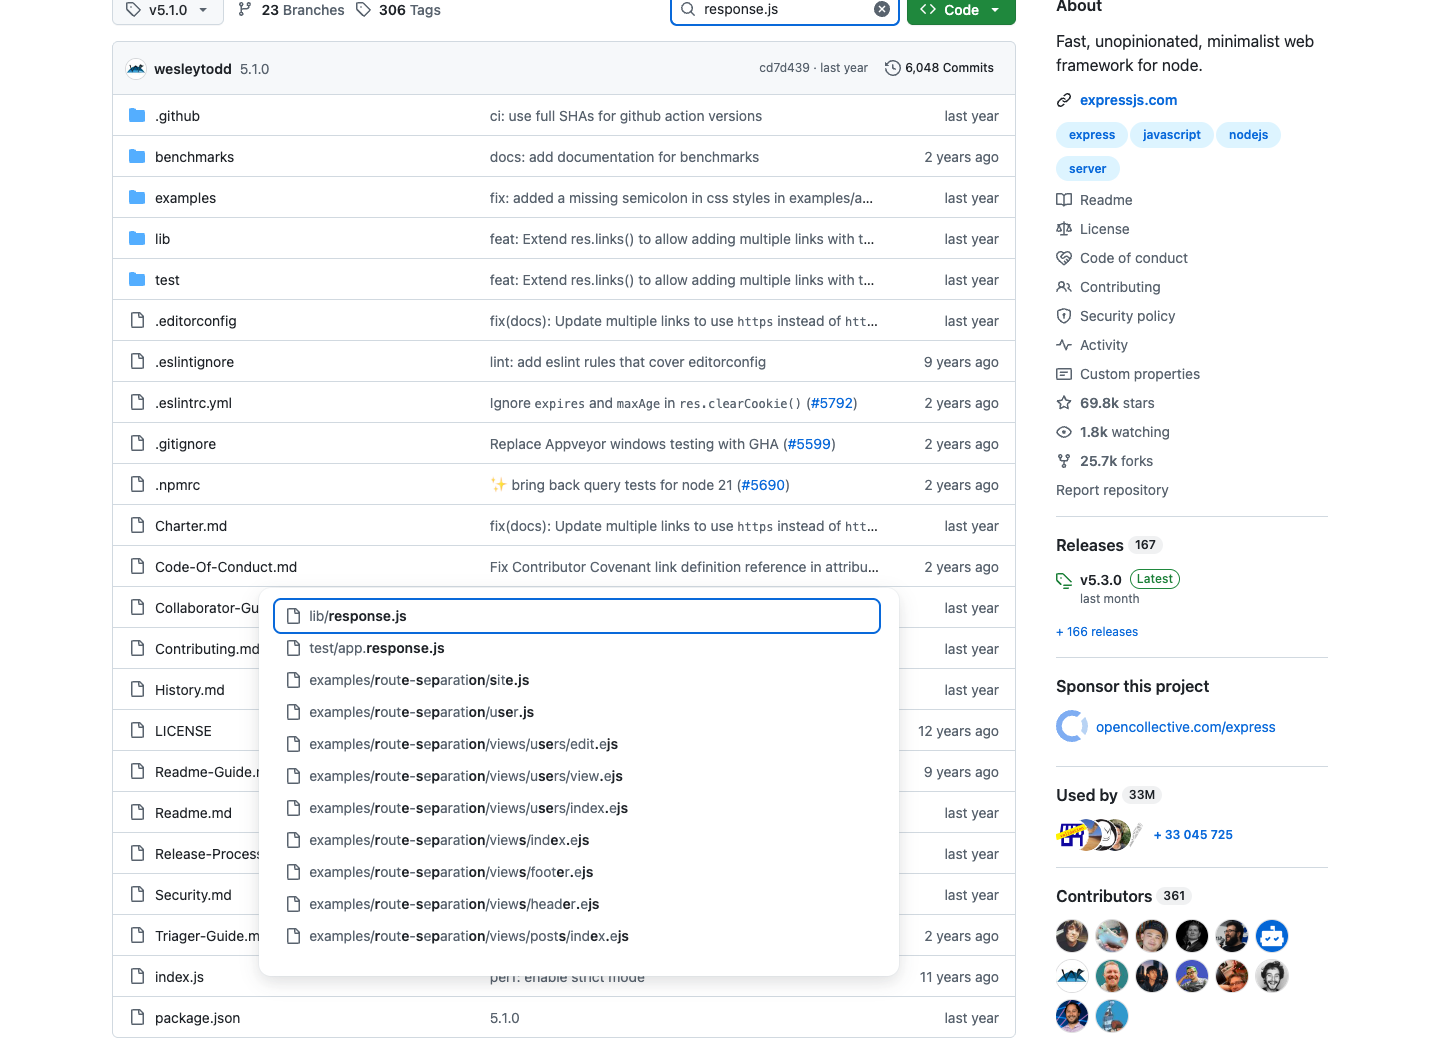 v5.1.0
23 Branches
306 Tags
response.js
Code
wesleytodd 5.1.0
cd7d439 · last year
6,048 Commits
.github
ci: use full SHAs for github action versions
last year
benchmarks
docs: add documentation for benchmarks
2 years ago
examples
fix: added a missing semicolon in css styles in examples/a…
last year
lib
feat: Extend res.links() to allow adding multiple links with t…
last year
test
feat: Extend res.links() to allow adding multiple links with t…
last year
.editorconfig
fix(docs): Update multiple links to use https instead of htt…
last year
.eslintignore
lint: add eslint rules that cover editorconfig
9 years ago
.eslintrc.yml
Ignore expires and maxAge in res.clearCookie() (#5792)
2 years ago
.gitignore
Replace Appveyor windows testing with GHA (#5599)
2 years ago
.npmrc
✨ bring back query tests for node 21 (#5690)
2 years ago
Charter.md
fix(docs): Update multiple links to use https instead of htt…
last year
Code-Of-Conduct.md
Fix Contributor Covenant link definition reference in attribu…
2 years ago
Collaborator-Gu
last year
Contributing.md
last year
History.md
last year
LICENSE
12 years ago
Readme-Guide.
9 years ago
Readme.md
last year
Release-Process
last year
Security.md
last year
Triager-Guide.m
2 years ago
index.js
perf: enable strict mode
11 years ago
package.json
5.1.0
last year
lib/response.js
test/app.response.js
examples/route-separation/site.js
examples/route-separation/user.js
examples/route-separation/views/users/edit.ejs
examples/route-separation/views/users/view.ejs
examples/route-separation/views/users/index.ejs
examples/route-separation/views/index.ejs
examples/route-separation/views/footer.ejs
examples/route-separation/views/header.ejs
examples/route-separation/views/posts/index.ejs
About
Fast, unopinionated, minimalist web
framework for node.
expressjs.com
express
javascript
nodejs
server
Readme
License
Code of conduct
Contributing
Security policy
Activity
Custom properties
69.8k stars
1.8k watching
25.7k forks
Report repository
Releases 167
v5.3.0 Latest
last month
+ 166 releases
Sponsor this project
opencollective.com/express
Used by 33M
+ 33 045 725
Contributors 361